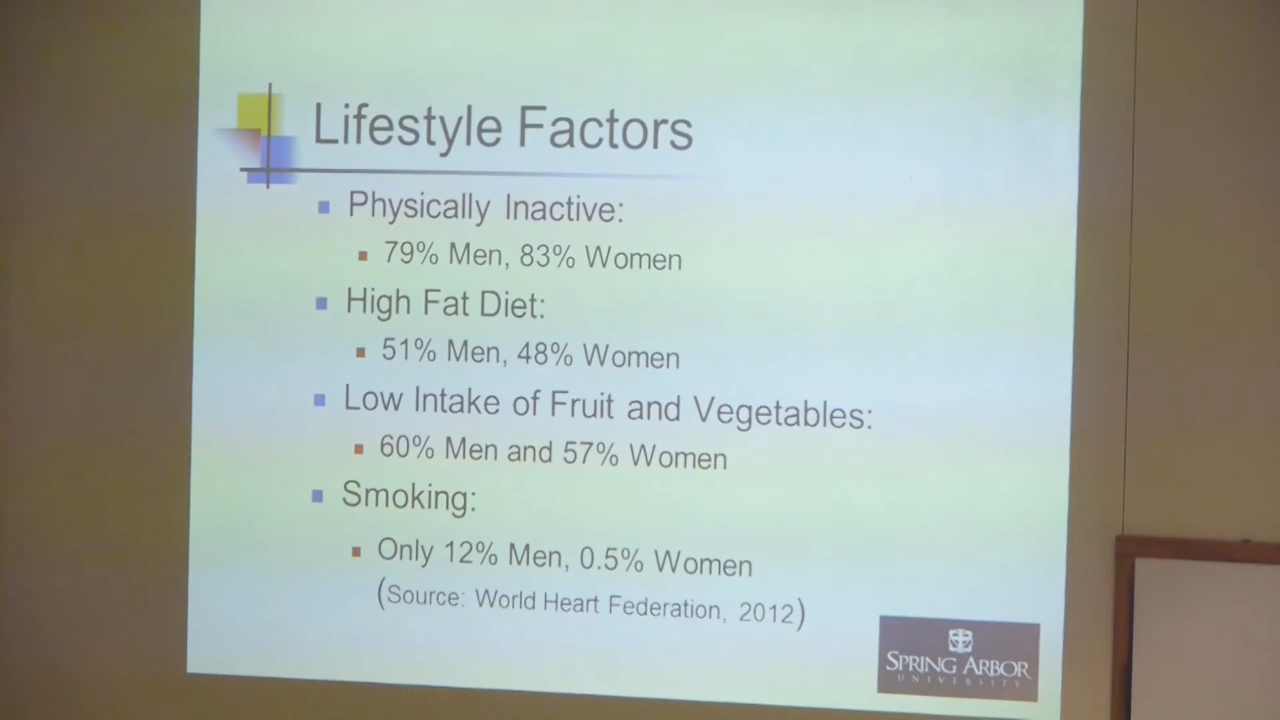 Lifestyle Factors
Physically Inactive:
79% Men, 83% Women
High Fat Diet:
51% Men, 48% Women
Low Intake of Fruit and Vegetables:
60% Men and 57% Women
Smoking:
Only 12% Men, 0.5% Women
(Source: World Heart Federation, 2012)
SPRING ARBOR
UNIVERSITY